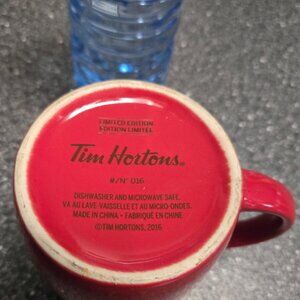 LIMITED EDITION
ÉDITION LIMITÉE
Tim Hortons®
#/N° 016
DISHWASHER AND MICROWAVE SAFE.
VA AU LAVE-VAISSELLE ET AU MICRO-ONDES.
MADE IN CHINA • FABRIQUÉ EN CHINE
©TIM HORTONS, 2016